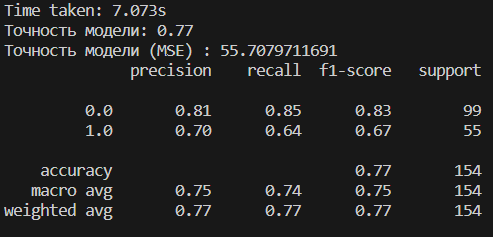 Time taken: 7.073s
Точность модели: 0.77
Точность модели (MSE) : 55.7079711691
precision recall f1-score support
0.0 0.81 0.85 0.83 99
1.0 0.70 0.64 0.67 55
accuracy 0.77 154
macro avg 0.75 0.74 0.75 154
weighted avg 0.77 0.77 0.77 154